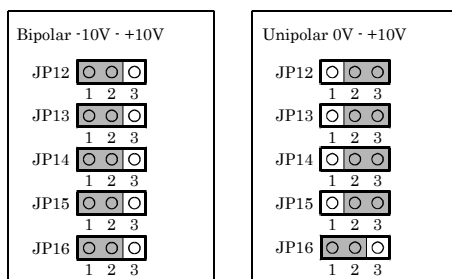 Bipolar -10V - +10V
JP12
1 2 3
JP13
1 2 3
JP14
1 2 3
JP15
1 2 3
JP16
1 2 3
Unipolar 0V - +10V
JP12
1 2 3
JP13
1 2 3
JP14
1 2 3
JP15
1 2 3
JP16
1 2 3